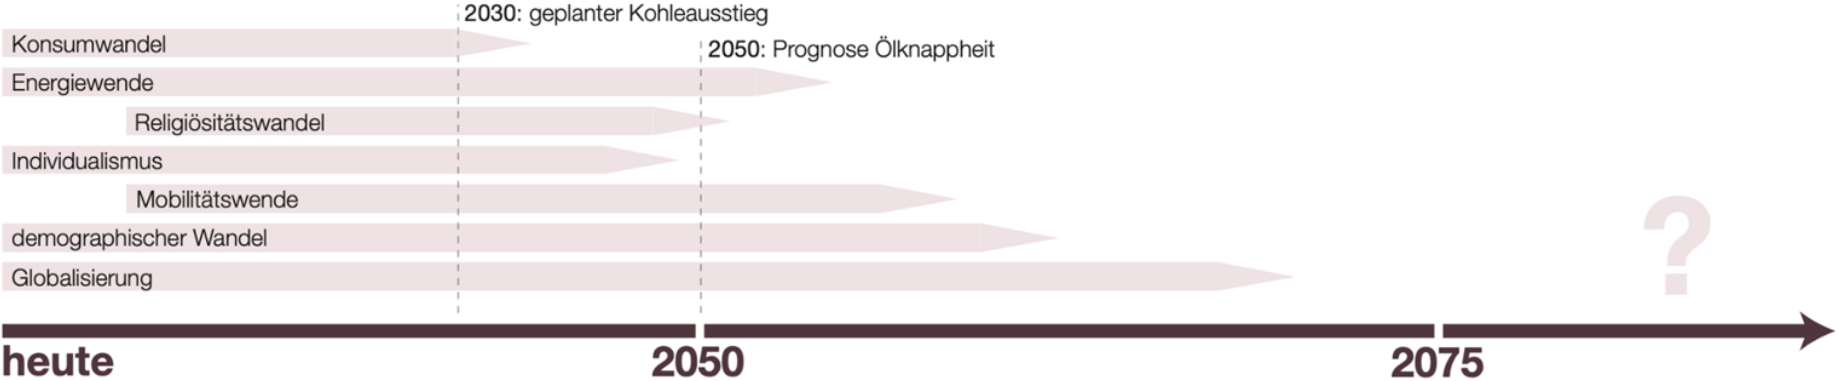 2030: geplanter Kohleausstieg
Konsumwandel
2050: Prognose Ölknappheit
Energiewende
Religiösitätswandel
Individualismus
Mobilitätswende
demographischer Wandel
Globalisierung
?
heute
2050
2075